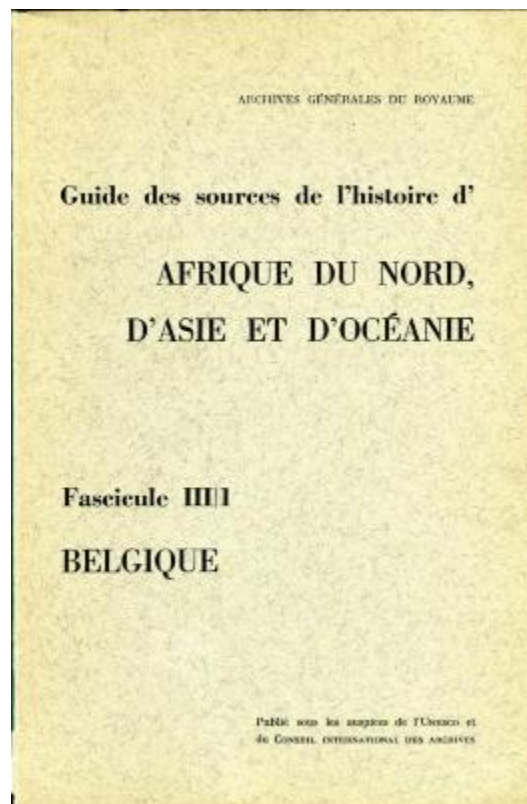 ARCHIVES GÉNÉRALES DU ROYAUME
Guide des sources de l'histoire d'
AFRIQUE DU NORD,
D'ASIE ET D'OCÉANIE
Fascicule III|1
BELGIQUE
Publié sous les auspices de l'UNESCO et
du CONSEIL INTERNATIONAL DES ARCHIVES